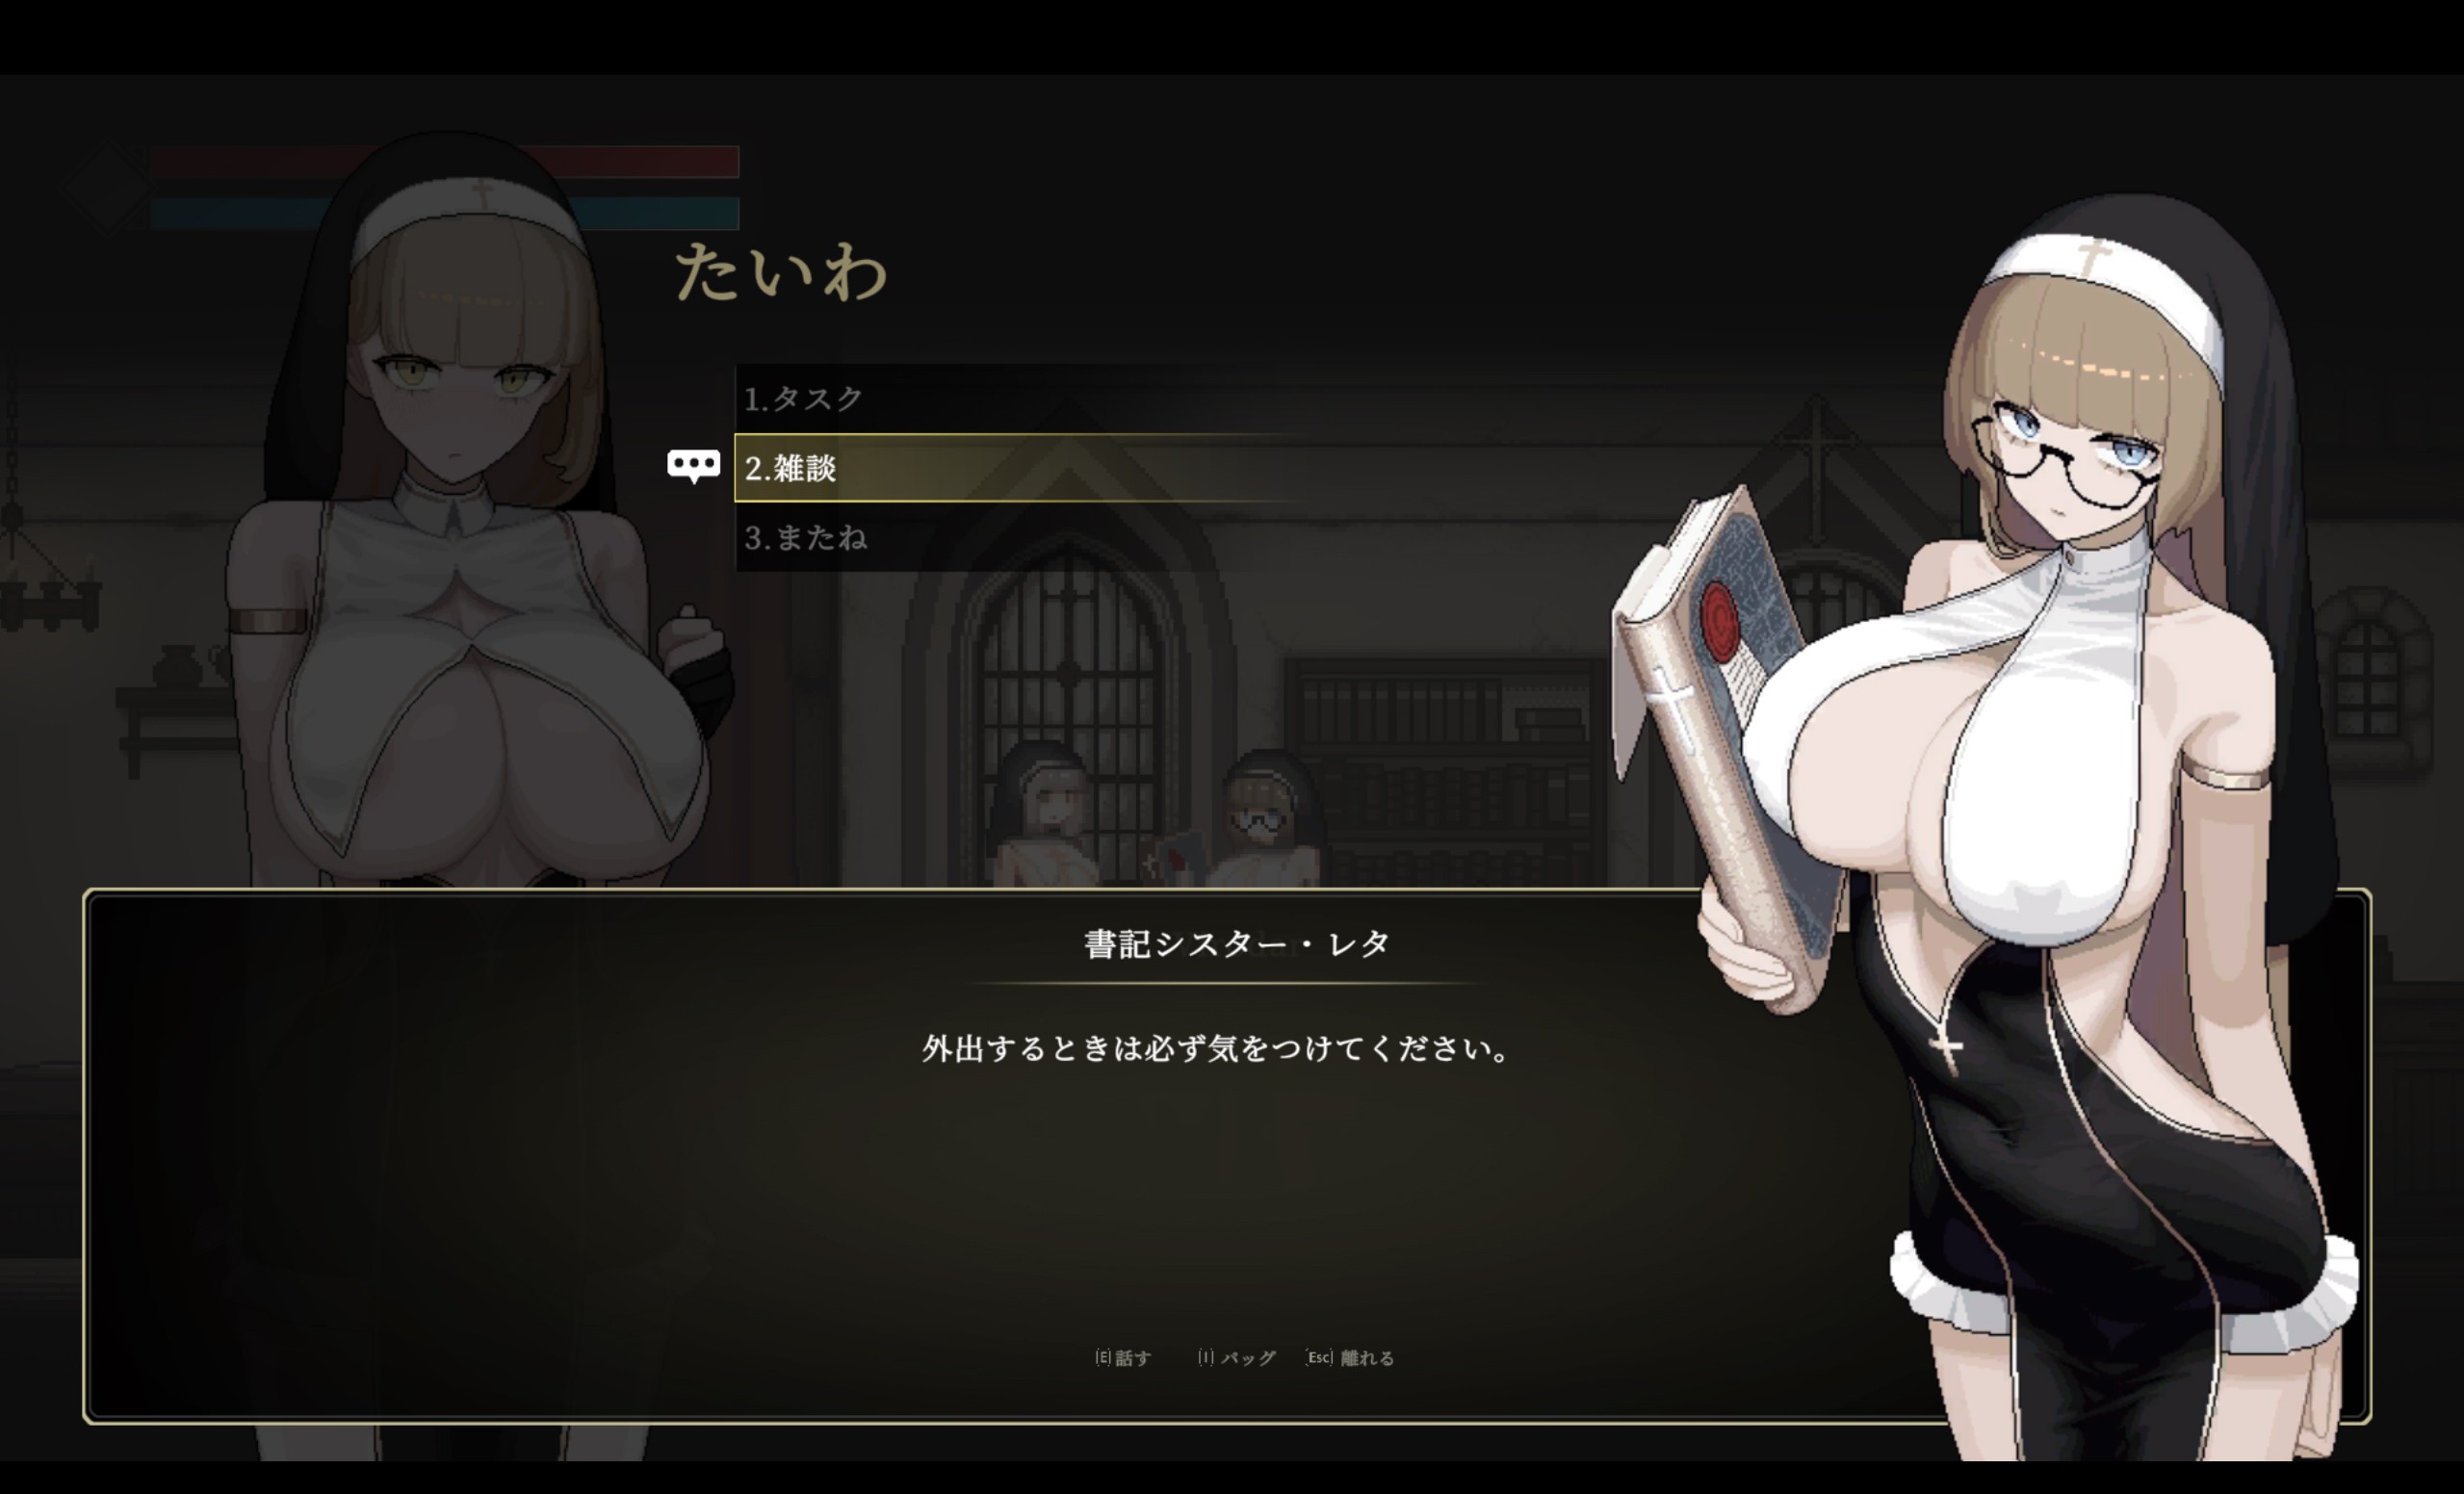 たいわ
1.タスク
2.雑談
3.またね
書記シスター・レタ
外出するときは必ず気をつけてください。
[E]話す [I]バッグ [Esc]離れる